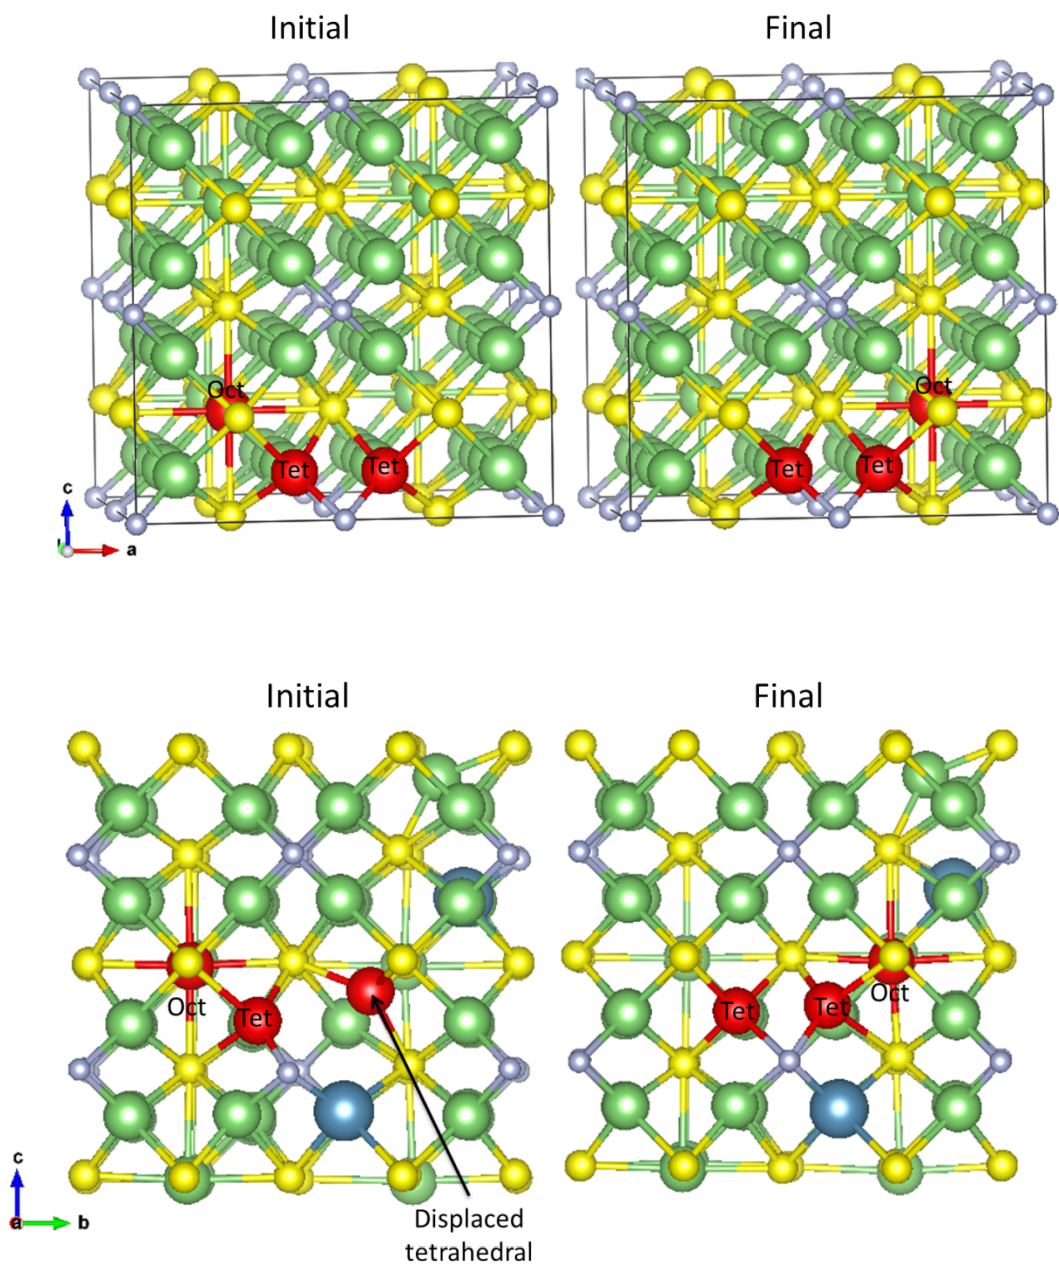 Initial Final
Oct Oct
Tet Tet Tet Tet
c
a
Initial Final
Oct Oct
Tet Tet Tet
c
a b
Displaced
tetrahedral